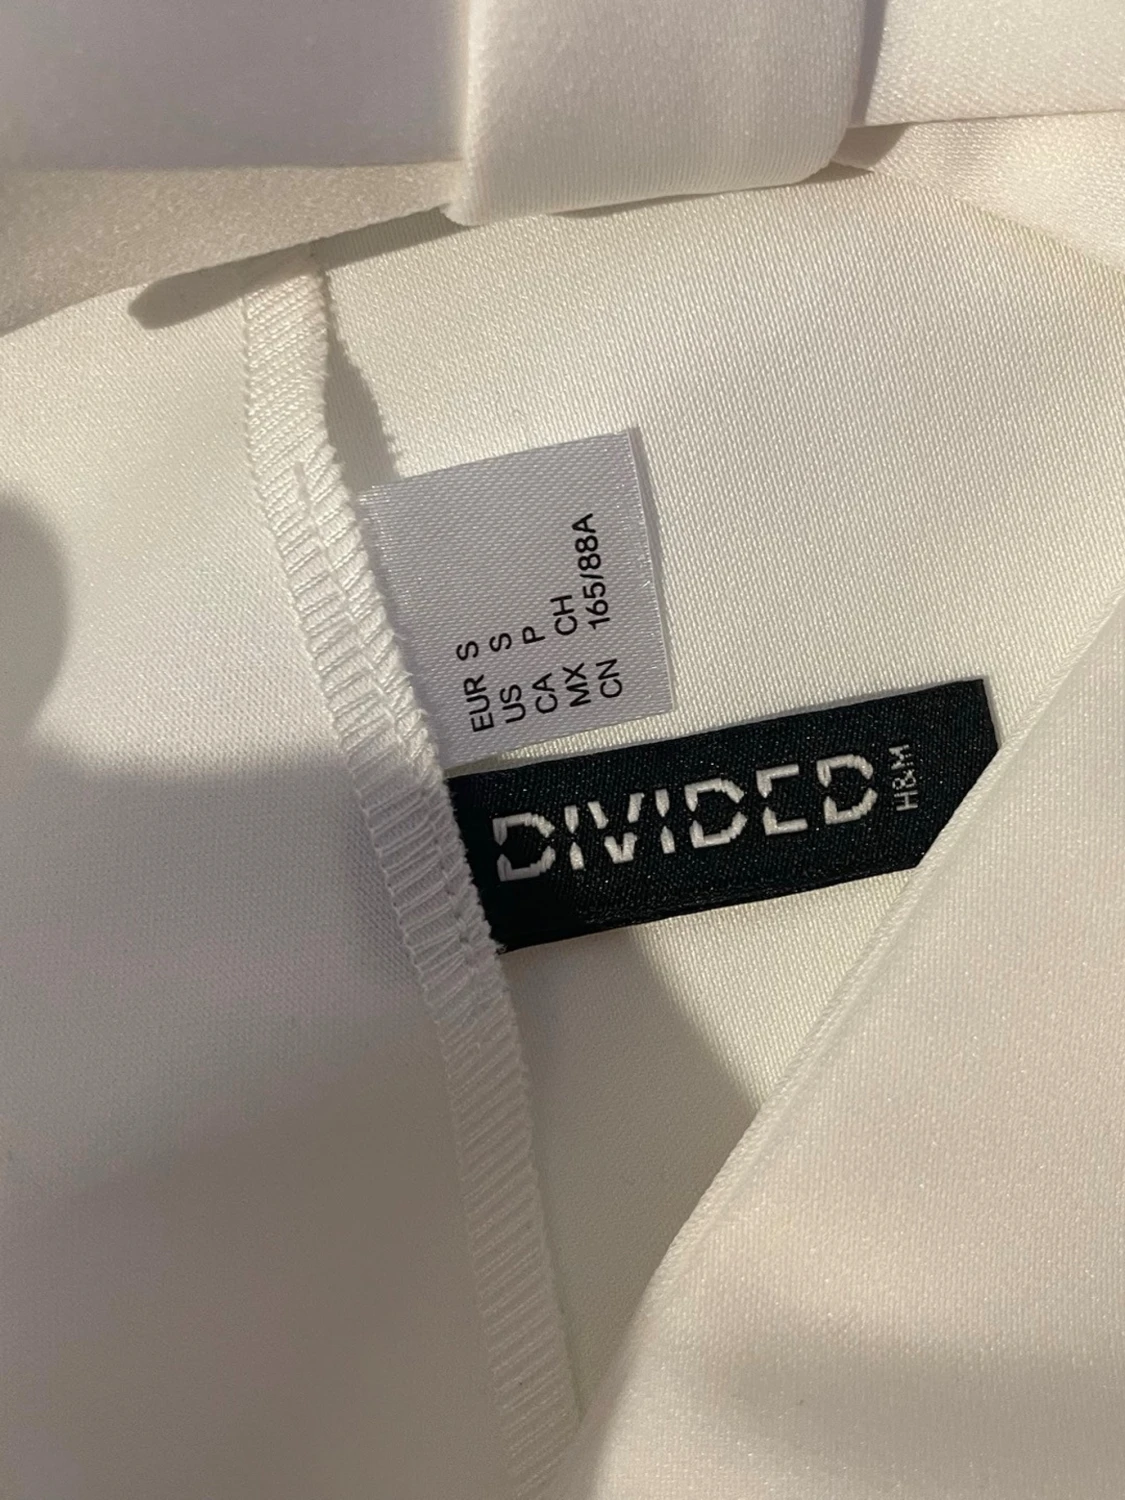 EUR S
US S
CA P
MX CH
CN 165/88A
DIVIDED
H&M